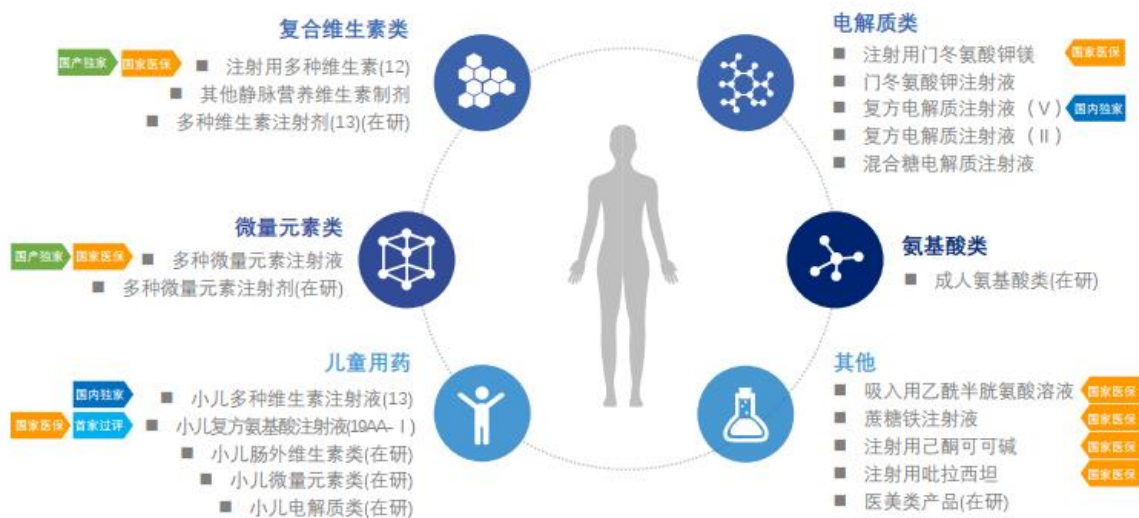 复合维生素类
国产独家 国家医保 ■ 注射用多种维生素(12)
■ 其他静脉营养维生素制剂
■ 多种维生素注射剂(13)(在研)
电解质类
■ 注射用门冬氨酸钾镁 国家医保
■ 门冬氨酸钾注射液
■ 复方电解质注射液（Ⅴ） 国内独家
■ 复方电解质注射液（Ⅱ）
■ 混合糖电解质注射液
微量元素类
国产独家 国家医保 ■ 多种微量元素注射液
■ 多种微量元素注射剂(在研)
氨基酸类
■ 成人氨基酸类(在研)
儿童用药
国内独家 ■ 小儿多种维生素注射液(13)
国家医保 首家过评 ■ 小儿复方氨基酸注射液(19AA-Ⅰ)
■ 小儿肠外维生素类(在研)
■ 小儿微量元素类(在研)
■ 小儿电解质类(在研)
其他
■ 吸入用乙酰半胱氨酸溶液 国家医保
■ 蔗糖铁注射液 国家医保
■ 注射用己酮可可碱 国家医保
■ 注射用吡拉西坦 国家医保
■ 医美类产品(在研)